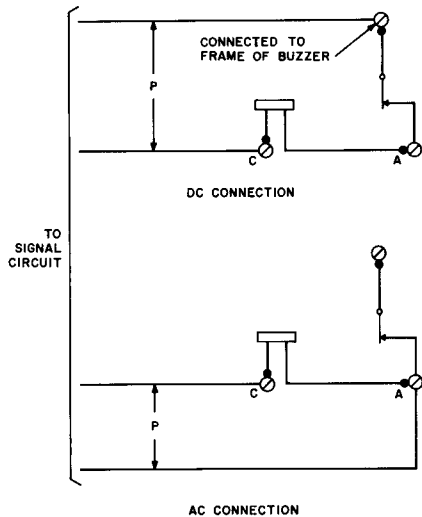 CONNECTED TO
FRAME OF BUZZER
P
C
A
DC CONNECTION
TO
SIGNAL
CIRCUIT
C
A
P
AC CONNECTION